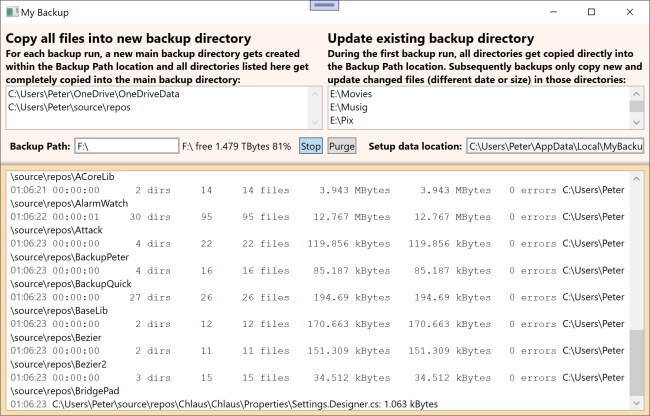 My Backup
Copy all files into new backup directory
For each backup run, a new main backup directory gets created
within the Backup Path location and all directories listed here get
completely copied into the main backup directory:
C:\Users\Peter\OneDrive\OneDriveData
C:\Users\Peter\source\repos
Update existing backup directory
During the first backup run, all directories get copied directly into
the Backup Path location. Subsequently backups only copy new and
update changed files (different date or size) in those directories:
E:\Movies
E:\Musig
E:\Pix
Backup Path: F:\ F:\ free 1.479 TBytes 81% Stop Purge Setup data location: C:\Users\Peter\AppData\Local\MyBacku
\source\repos\ACoreLib
01:06:21 00:00:00 2 dirs 14 14 files 3.943 MBytes 3.943 MBytes 0 errors C:\Users\Peter
\source\repos\AlarmWatch
01:06:22 00:00:01 30 dirs 95 95 files 12.767 MBytes 12.767 MBytes 0 errors C:\Users\Peter
\source\repos\Attack
01:06:23 00:00:00 4 dirs 22 22 files 119.856 kBytes 119.856 kBytes 0 errors C:\Users\Peter
\source\repos\BackupPeter
01:06:23 00:00:00 4 dirs 16 16 files 85.187 kBytes 85.187 kBytes 0 errors C:\Users\Peter
\source\repos\BackupQuick
01:06:23 00:00:00 27 dirs 26 26 files 194.69 kBytes 194.69 kBytes 0 errors C:\Users\Peter
\source\repos\BaseLib
01:06:23 00:00:00 2 dirs 12 12 files 170.663 kBytes 170.663 kBytes 0 errors C:\Users\Peter
\source\repos\Bezier
01:06:23 00:00:00 2 dirs 11 11 files 151.309 kBytes 151.309 kBytes 0 errors C:\Users\Peter
\source\repos\Bezier2
01:06:23 00:00:00 3 dirs 15 15 files 34.512 kBytes 34.512 kBytes 0 errors C:\Users\Peter
\source\repos\BridgePad
01:06:23 C:\Users\Peter\source\repos\Chlaus\Chlaus\Properties\Settings.Designer.cs: 1.063 kBytes